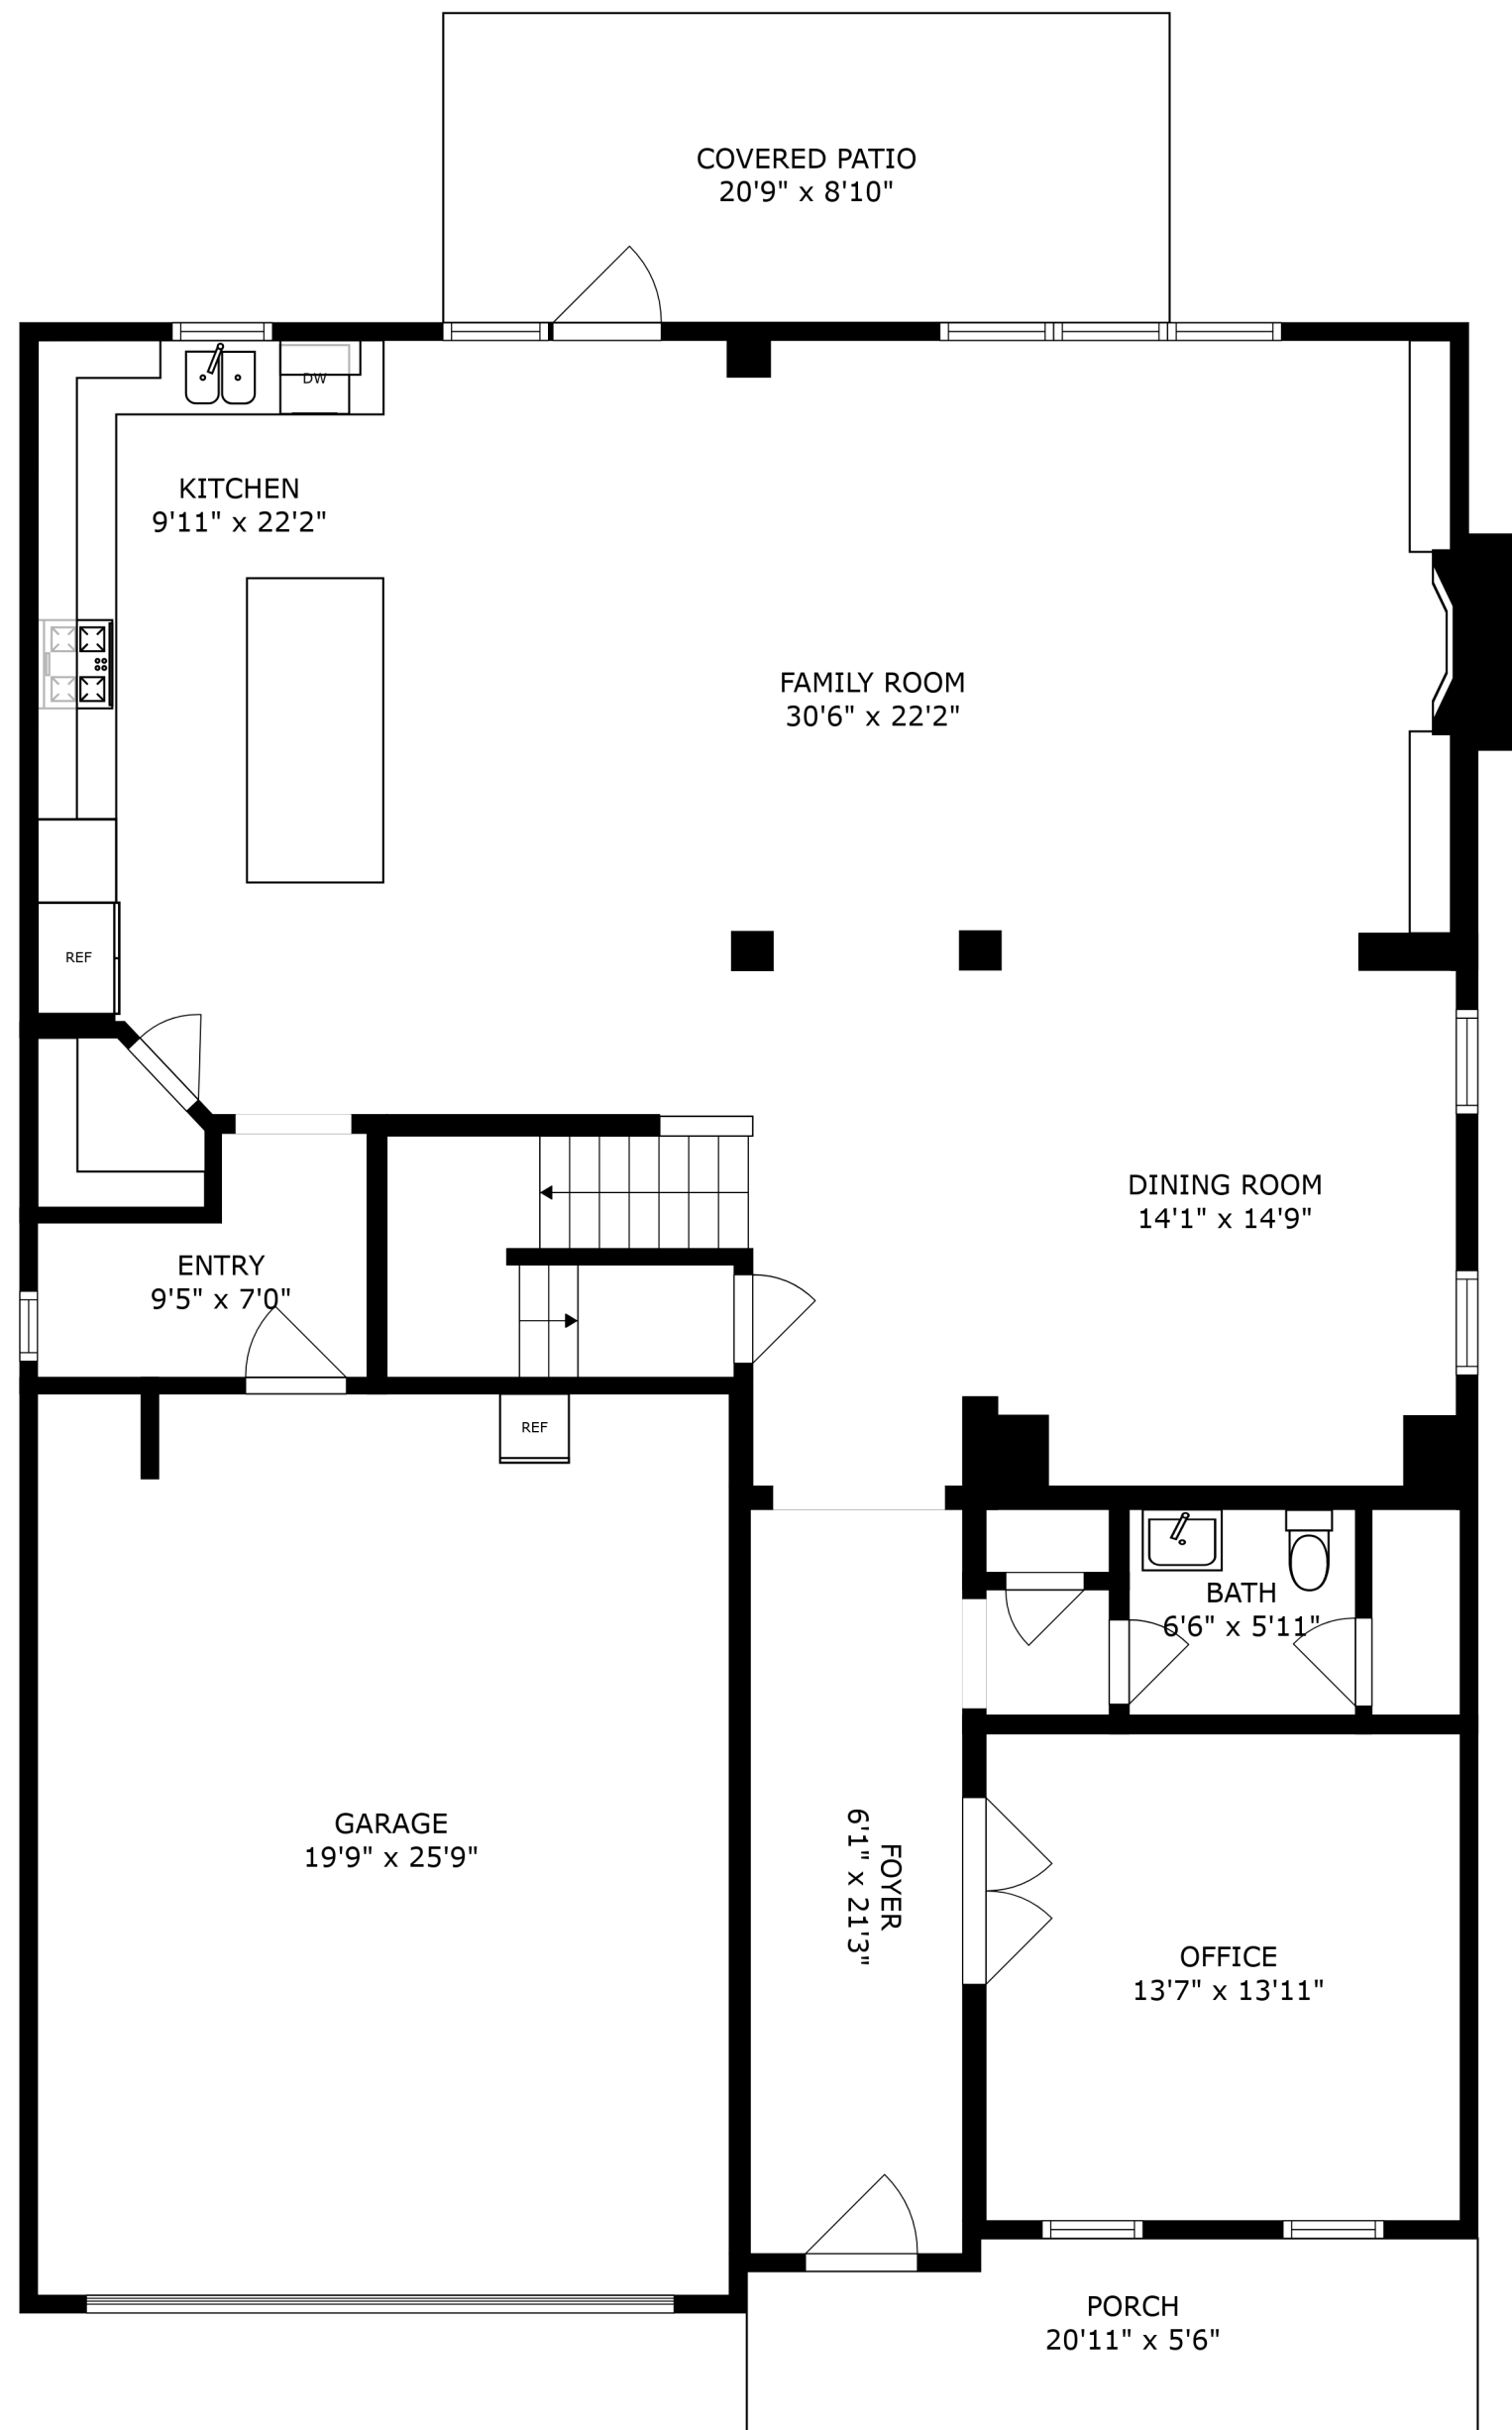 COVERED PATIO
20'9" x 8'10"
DW
KITCHEN
9'11" x 22'2"
FAMILY ROOM
30'6" x 22'2"
REF
DINING ROOM
14'1" x 14'9"
ENTRY
9'5" x 7'0"
REF
BATH
6'6" x 5'11"
GARAGE
19'9" x 25'9"
FOYER
6'1" x 21'3"
OFFICE
13'7" x 13'11"
PORCH
20'11" x 5'6"